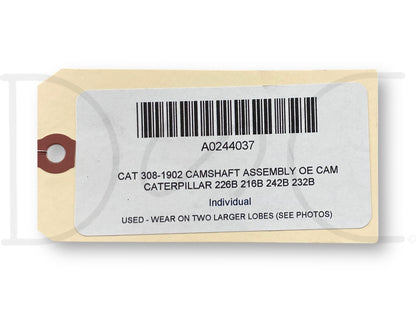 A0244037
CAT 308-1902 CAMSHAFT ASSEMBLY OE CAM
CATERPILLAR 226B 216B 242B 232B
Individual
USED - WEAR ON TWO LARGER LOBES (SEE PHOTOS)